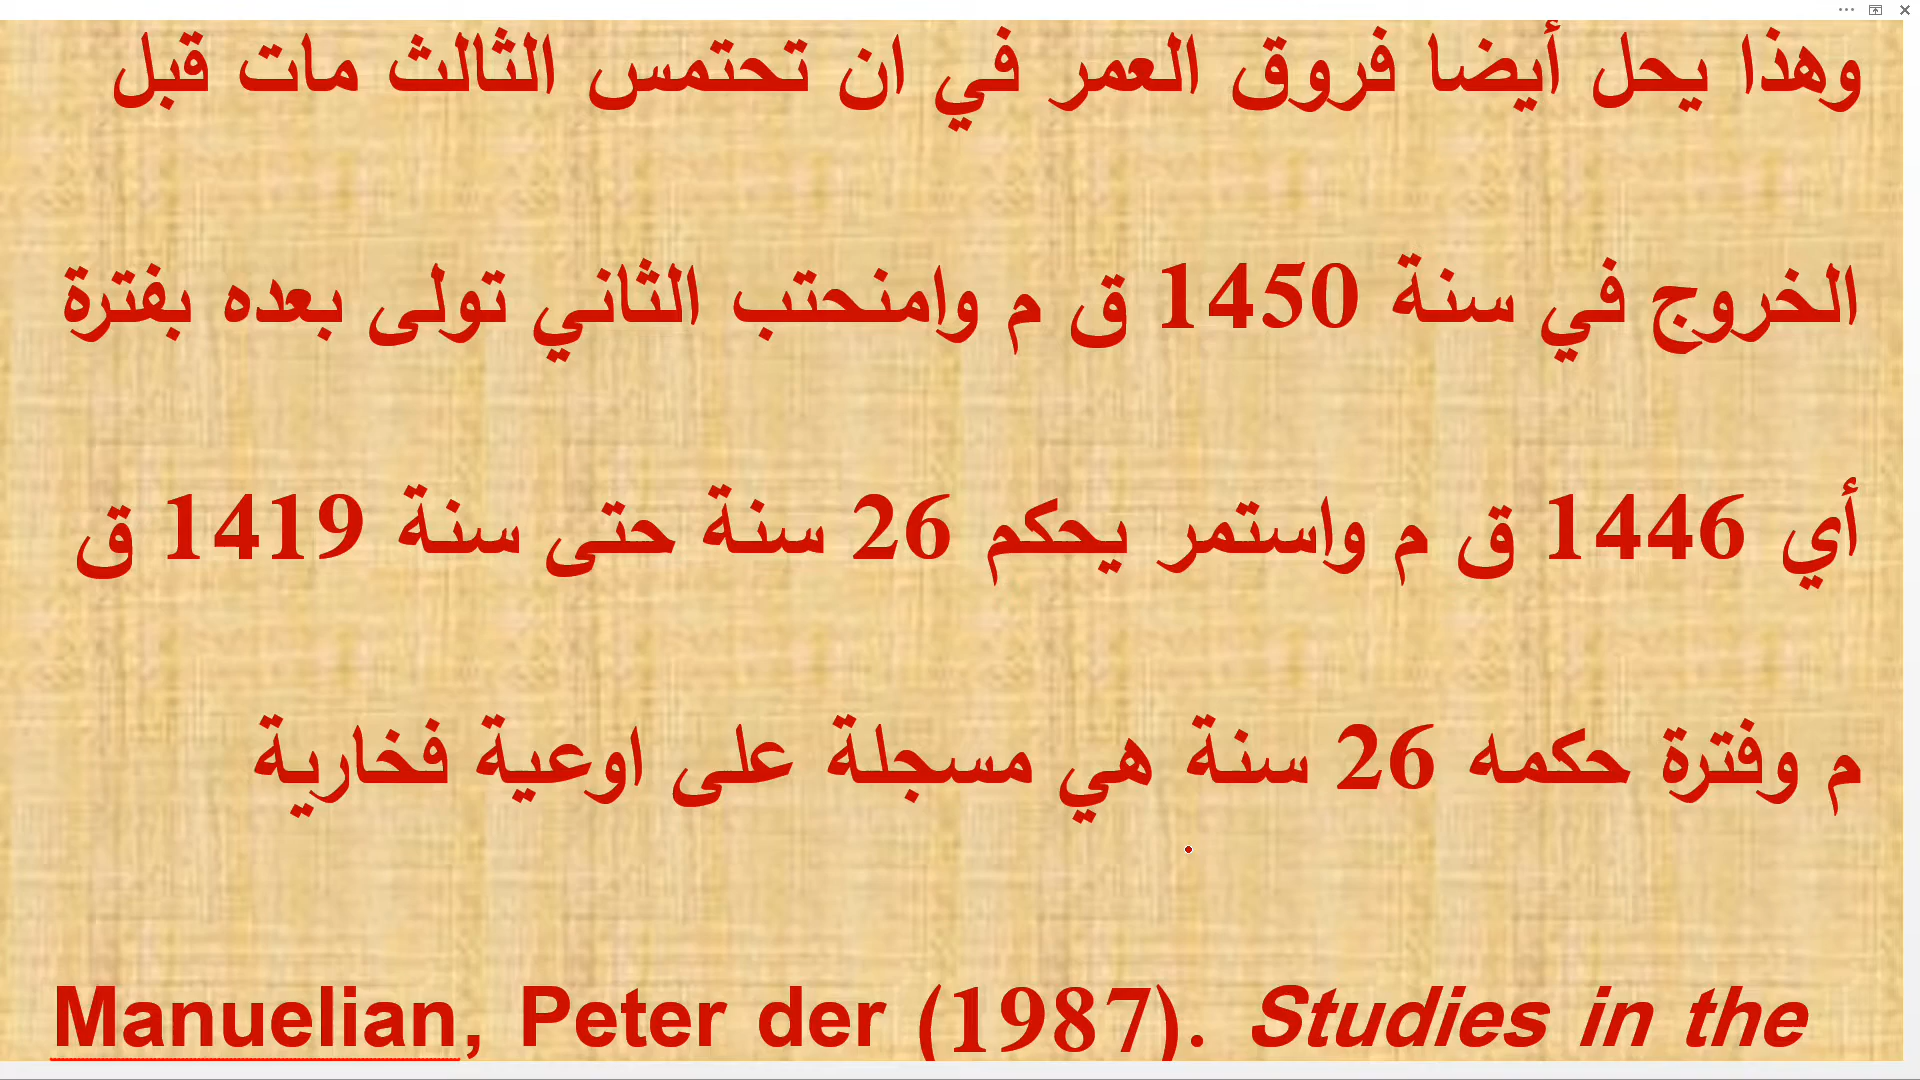 وهذا يحل أيضا فروق العمر في ان تحتمس الثالث مات قبل
الخروج في سنة 1450 ق م وامنحتب الثاني تولى بعده بفترة
أي 1446 ق م واستمر يحكم 26 سنة حتى سنة 1419 ق
م وفترة حكمه 26 سنة هي مسجلة على اوعية فخارية
Manuelian, Peter der (1987). Studies in the